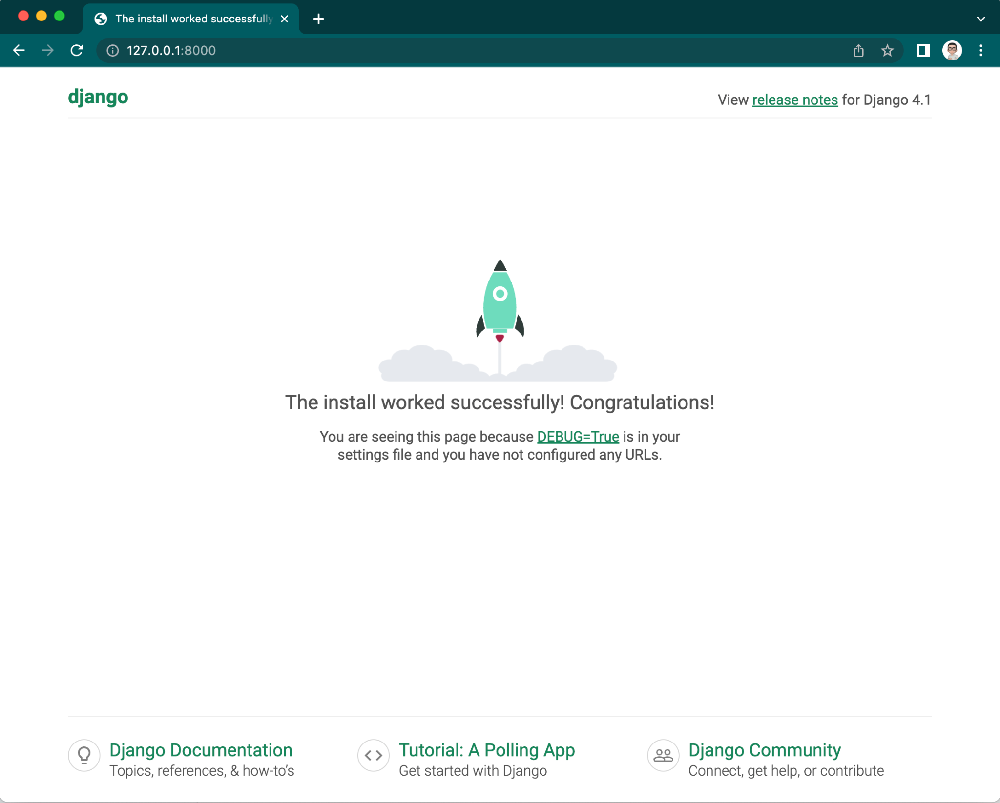 The install worked successfully
127.0.0.1:8000
django
View release notes for Django 4.1
The install worked successfully! Congratulations!
You are seeing this page because DEBUG=True is in your
settings file and you have not configured any URLs.
Django Documentation
Topics, references, & how-to’s
Tutorial: A Polling App
Get started with Django
Django Community
Connect, get help, or contribute